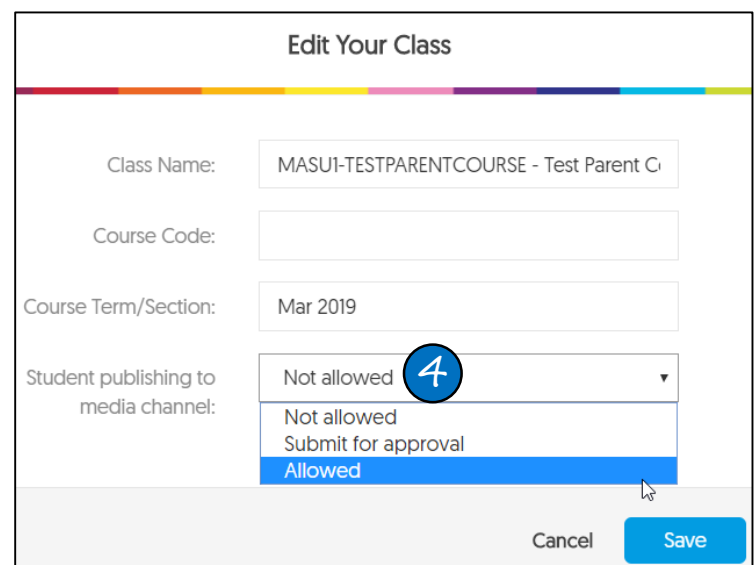 Edit Your Class
Class Name: MASU1-TESTPARENTCOURSE - Test Parent
Course Code:
Course Term/Section: Mar 2019
Student publishing to Not allowed 4
media channel:
Not allowed
Submit for approval
Allowed
Cancel Save